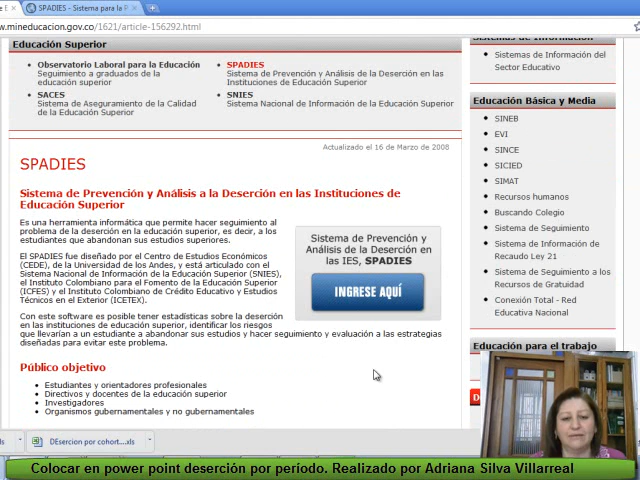 SPADIES - Sistema para la P
w.mineducacion.gov.co/1621/article-156292.html
Educación Superior
Observatorio Laboral para la Educación
Seguimiento a graduados de la
educación superior
SACES
Sistema de Aseguramiento de la Calidad
de la Educación Superior
SPADIES
Sistema de Prevención y Análisis de la Deserción en las
Instituciones de Educación Superior
SNIES
Sistema Nacional de Información de la Educación Superior
Actualizado el 16 de Marzo de 2008
SPADIES
Sistema de Prevención y Análisis a la Deserción en las Instituciones de
Educación Superior
Es una herramienta informática que permite hacer seguimiento al
problema de la deserción en la educación superior, es decir, a los
estudiantes que abandonan sus estudios superiores.
El SPADIES fue diseñado por el Centro de Estudios Económicos
(CEDE), de la Universidad de los Andes, y está articulado con el
Sistema Nacional de Información de la Educación Superior (SNIES),
el Instituto Colombiano para el Fomento de la Educación Superior
(ICFES) y el Instituto Colombiano de Crédito Educativo y Estudios
Técnicos en el Exterior (ICETEX).
Con este software es posible tener estadísticas sobre la deserción
en las instituciones de educación superior, identificar los riesgos
que llevarían a un estudiante a abandonar sus estudios y hacer seguimiento y evaluación a las estrategias
diseñadas para evitar este problema.
Sistema de Prevención y
Análisis de la Deserción en
las IES, SPADIES
INGRESE AQUÍ
Público objetivo
Estudiantes y orientadores profesionales
Directivos y docentes de la educación superior
Investigadores
Organismos gubernamentales y no gubernamentales
Sistemas de Información
Sistemas de Información del
Sector Educativo
Educación Básica y Media
SINEB
EVI
SINCE
SICIED
SIMAT
Recursos humanos
Buscando Colegio
Sistema de Seguimiento
Sistema de Información de
Recaudo Ley 21
Sistema de Seguimiento a los
Recursos de Gratuidad
Conexión Total - Red
Educativa Nacional
Educación para el trabajo
ls
DEsercion por cohort....xls
Colocar en power point deserción por período. Realizado por Adriana Silva Villarreal